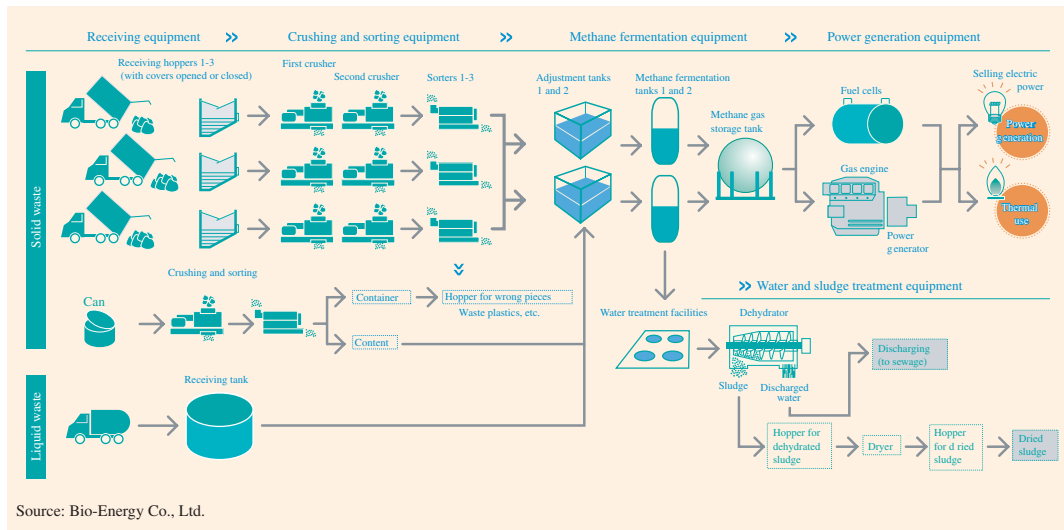 Receiving equipment » Crushing and sorting equipment » Methane fermentation equipment » Power generation equipment
Solid waste
Receiving hoppers 1-3
(with covers opened or closed)
First crusher
Second crusher
Sorters 1-3
Adjustment tanks
1 and 2
Methane fermentation
tanks 1 and 2
Methane gas
storage tank
Fuel cells
Gas engine
Power
g enerator
Selling electric
power
Power
g eneration
Thermal
use
Crushing and sorting
Can
Container
Hopper for wrong pieces
Waste plastics, etc.
Content
» Water and sludge treatment equipment
Water treatment facilities
Dehydrator
Sludge
Discharged
water
Discharging
(to sewage)
Hopper for
dehydrated
sludge
Dryer
Hopper
for d ried
sludge
Dried
sludge
Liquid waste
Receiving tank
Source: Bio-Energy Co., Ltd.